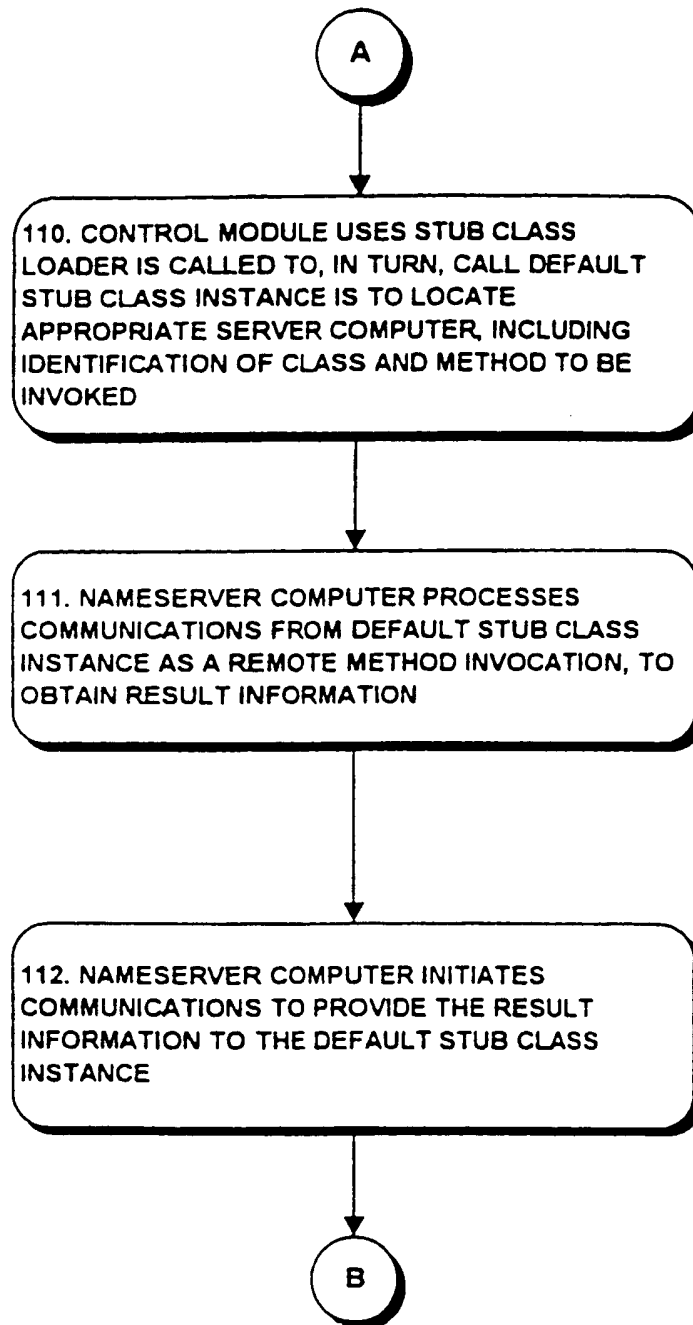 A
110. CONTROL MODULE USES STUB CLASS
LOADER IS CALLED TO, IN TURN, CALL DEFAULT
STUB CLASS INSTANCE IS TO LOCATE
APPROPRIATE SERVER COMPUTER, INCLUDING
IDENTIFICATION OF CLASS AND METHOD TO BE
INVOKED
111. NAMESERVER COMPUTER PROCESSES
COMMUNICATIONS FROM DEFAULT STUB CLASS
INSTANCE AS A REMOTE METHOD INVOCATION, TO
OBTAIN RESULT INFORMATION
112. NAMESERVER COMPUTER INITIATES
COMMUNICATIONS TO PROVIDE THE RESULT
INFORMATION TO THE DEFAULT STUB CLASS
INSTANCE
B